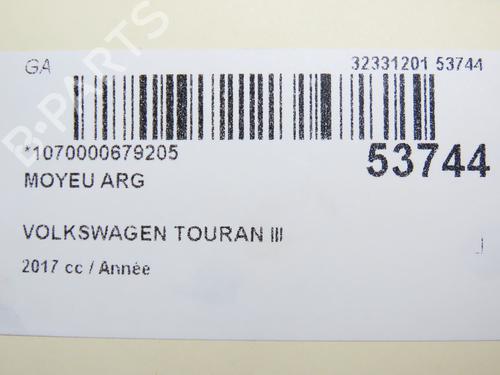 GA 32331201 53744
*1070000679205 53744
MOYEU ARG
VOLKSWAGEN TOURAN III
J
2017 cc / Année
B-PARTS